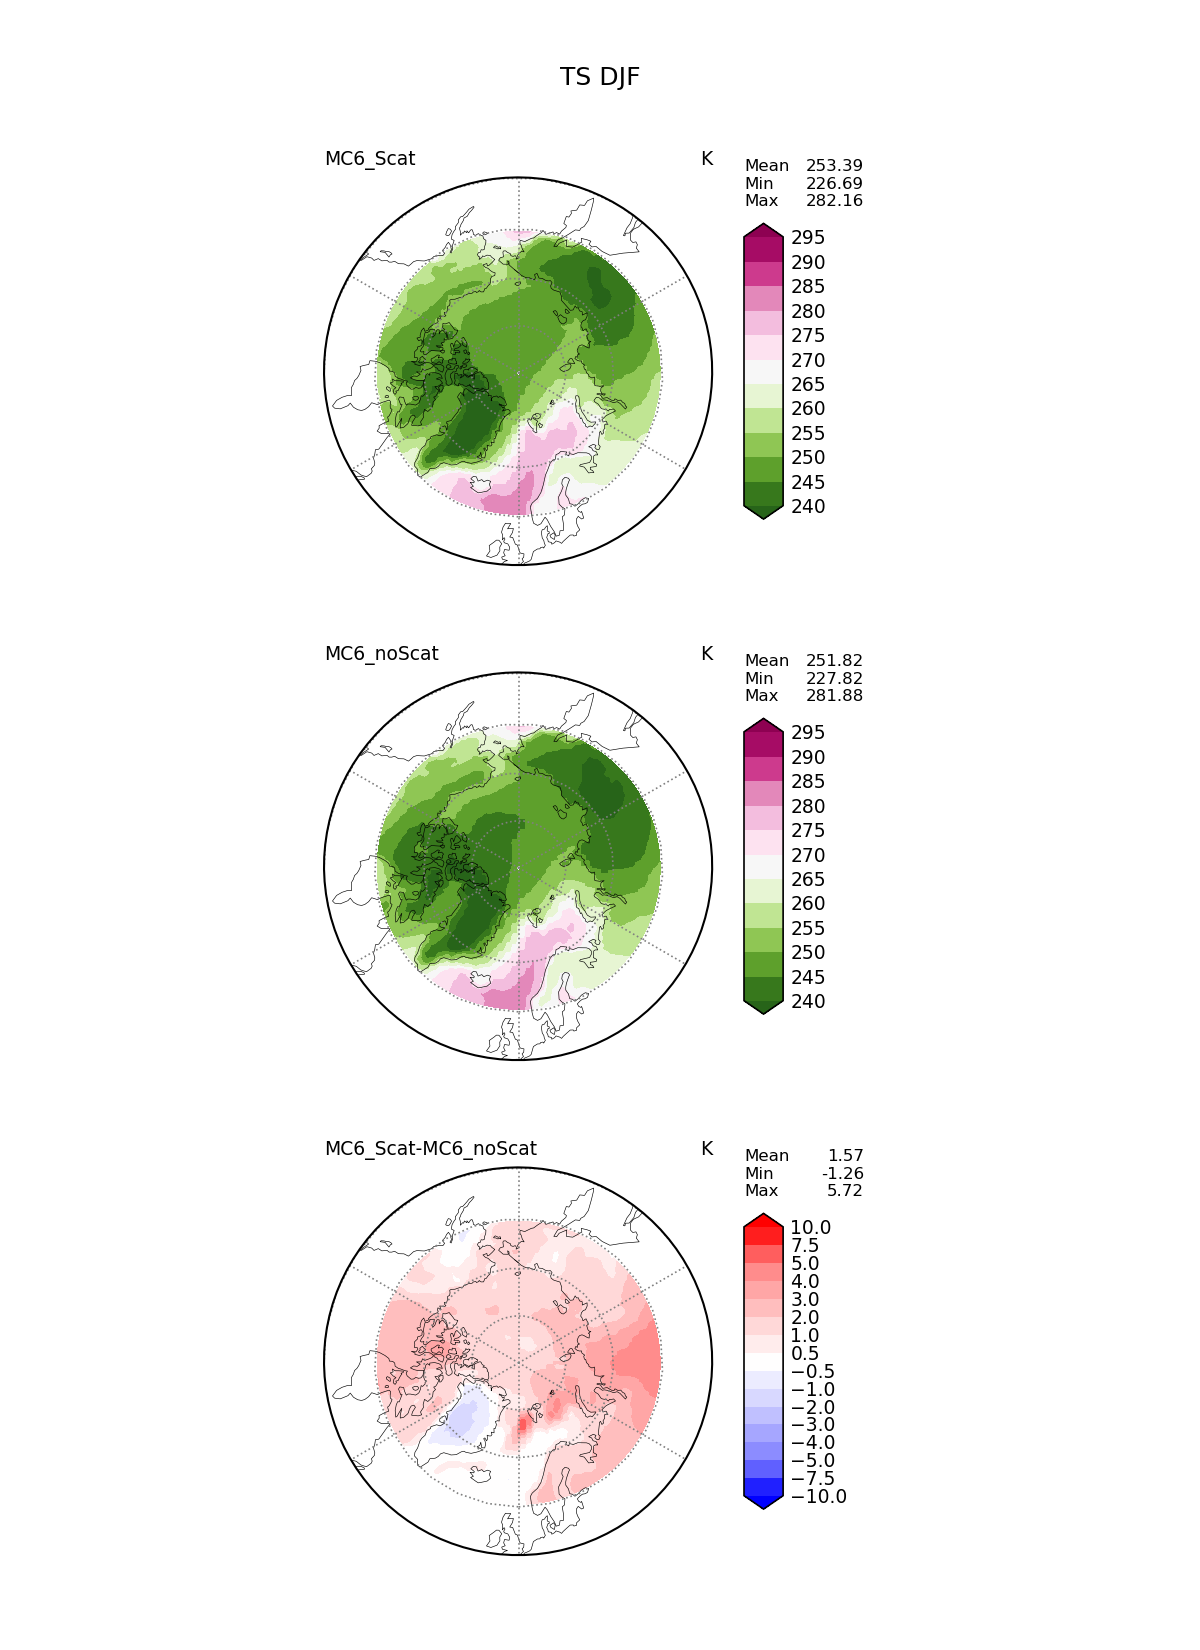 TS DJF
MC6_Scat
K
Mean 253.39
Min 226.69
Max 282.16
295
290
285
280
275
270
265
260
255
250
245
240
MC6_noScat
K
Mean 251.82
Min 227.82
Max 281.88
295
290
285
280
275
270
265
260
255
250
245
240
MC6_Scat-MC6_noScat
K
Mean 1.57
Min -1.26
Max 5.72
10.0
7.5
5.0
4.0
3.0
2.0
1.0
0.5
−0.5
−1.0
−2.0
−3.0
−4.0
−5.0
−7.5
−10.0